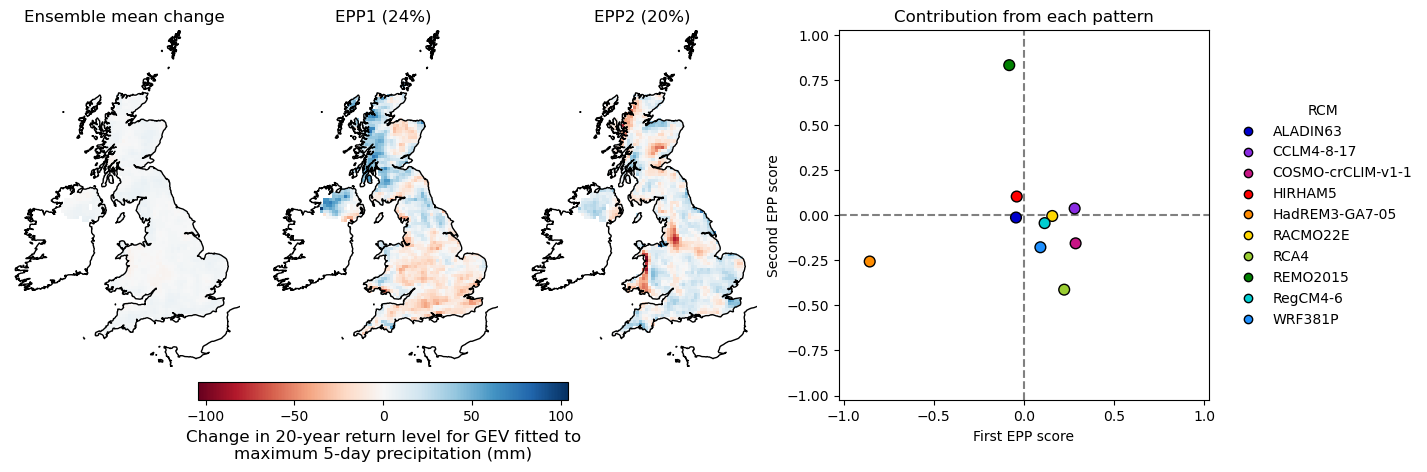 Ensemble mean change
EPP1 (24%)
EPP2 (20%)
Contribution from each pattern
1.00
0.75
0.50
0.25
0.00
−0.25
−0.50
−0.75
−1.00
Second EPP score
−1.0
−0.5
0.0
0.5
1.0
First EPP score
RCM
ALADIN63
CCLM4-8-17
COSMO-crCLIM-v1-1
HIRHAM5
HadREM3-GA7-05
RACMO22E
RCA4
REMO2015
RegCM4-6
WRF381P
−100
−50
0
50
100
Change in 20-year return level for GEV fitted to
maximum 5-day precipitation (mm)